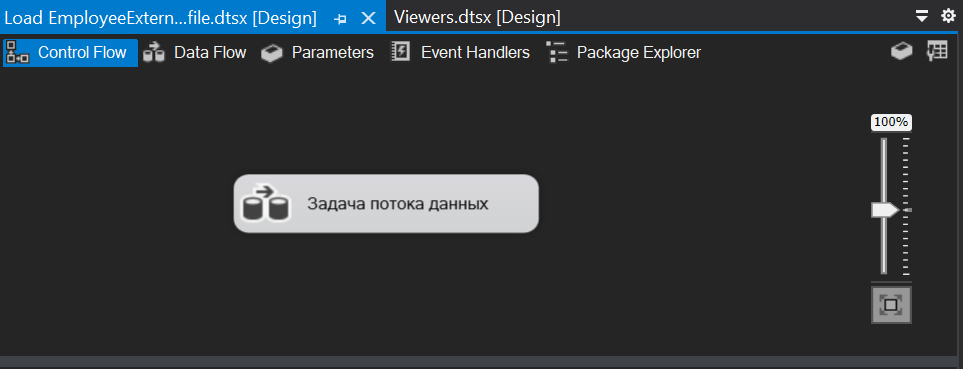 Load EmployeeExtern...file.dtsx [Design] Viewers.dtsx [Design]
Control Flow Data Flow Parameters Event Handlers Package Explorer
100%
Задача потока данных